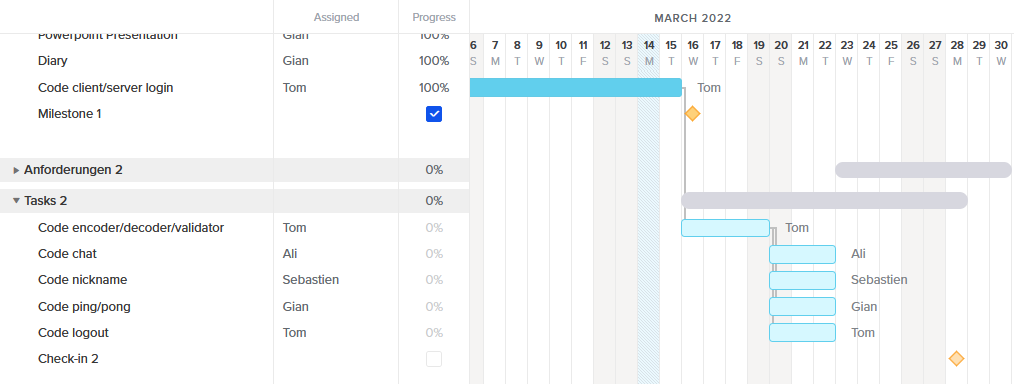 Assigned Progress MARCH 2022
6 7 8 9 10 11 12 13 14 15 16 17 18 19 20 21 22 23 24 25 26 27 28 29 30
Powerpoint Presentation Gian 100% S M T W T F S S M T W T F S S M T W T F S S M T W
Diary Gian 100%
Code client/server login Tom 100% Tom
Milestone 1
Anforderungen 2 0%
Tasks 2 0%
Code encoder/decoder/validator Tom 0% Tom
Code chat Ali 0% Ali
Code nickname Sebastien 0% Sebastien
Code ping/pong Gian 0% Gian
Code logout Tom 0% Tom
Check-in 2